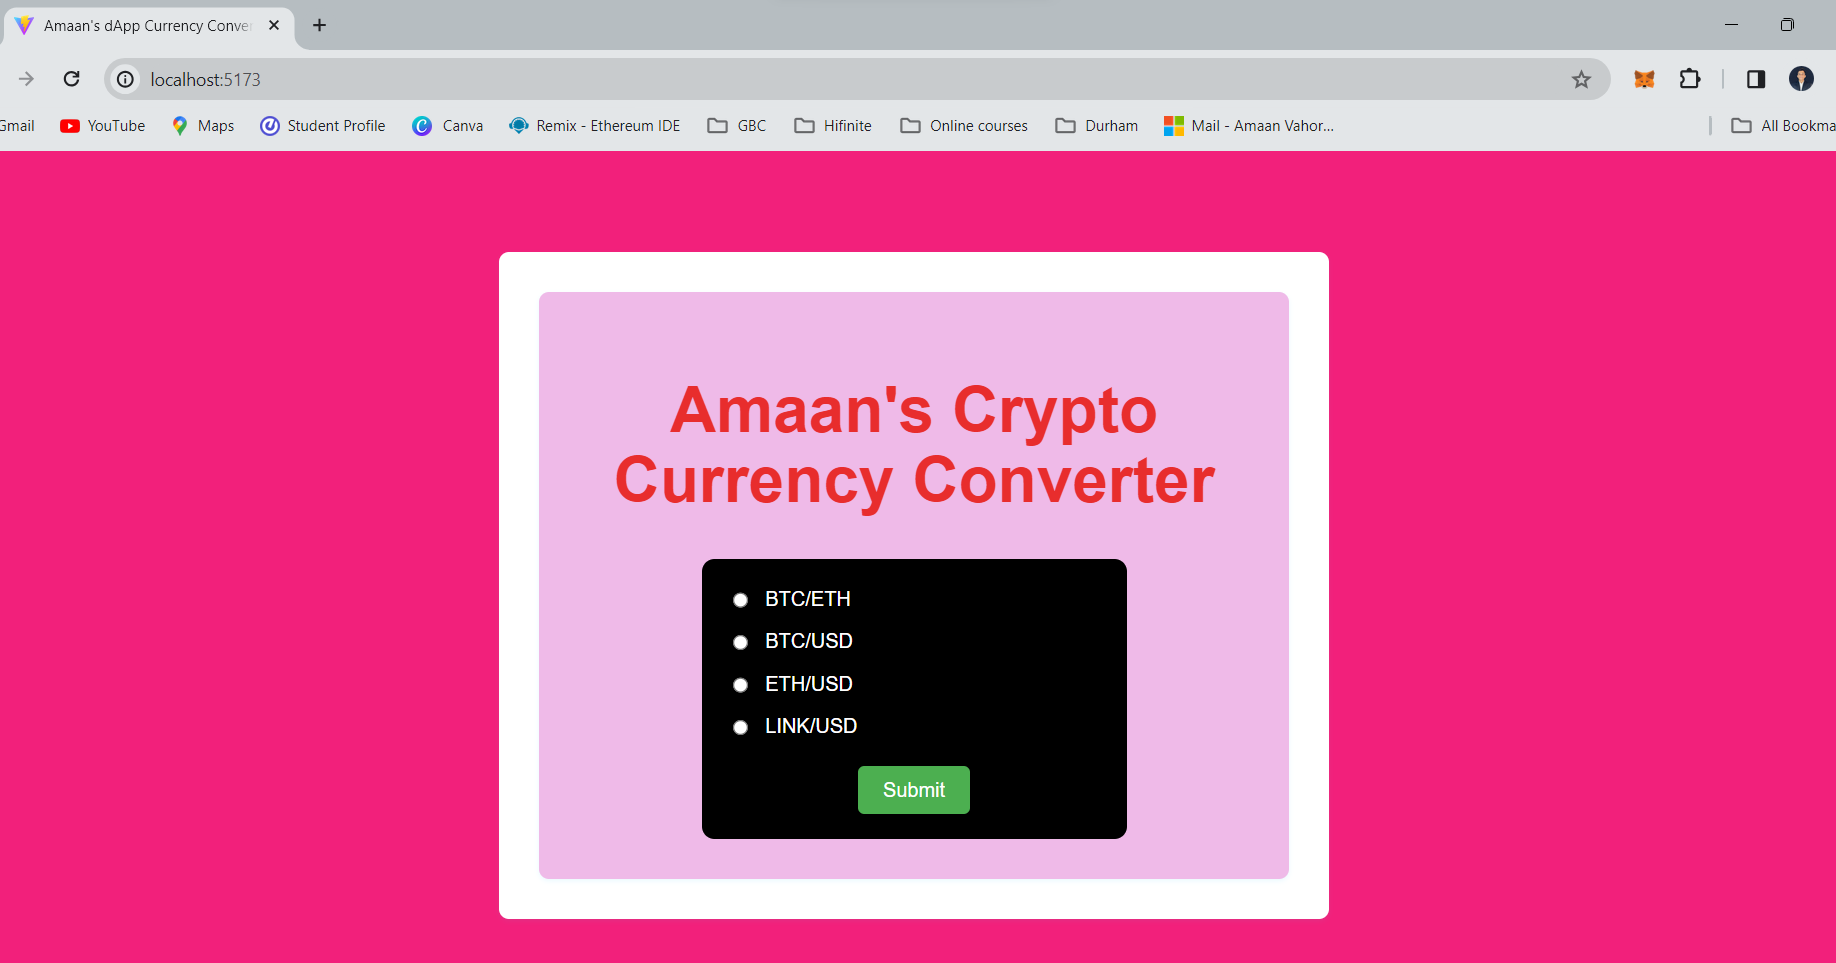 Amaan's dApp Currency Conver
localhost:5173
Gmail YouTube Maps Student Profile Canva Remix - Ethereum IDE GBC Hifinite Online courses Durham Mail - Amaan Vahor... All Bookma
Amaan's Crypto
Currency Converter
BTC/ETH
BTC/USD
ETH/USD
LINK/USD
Submit